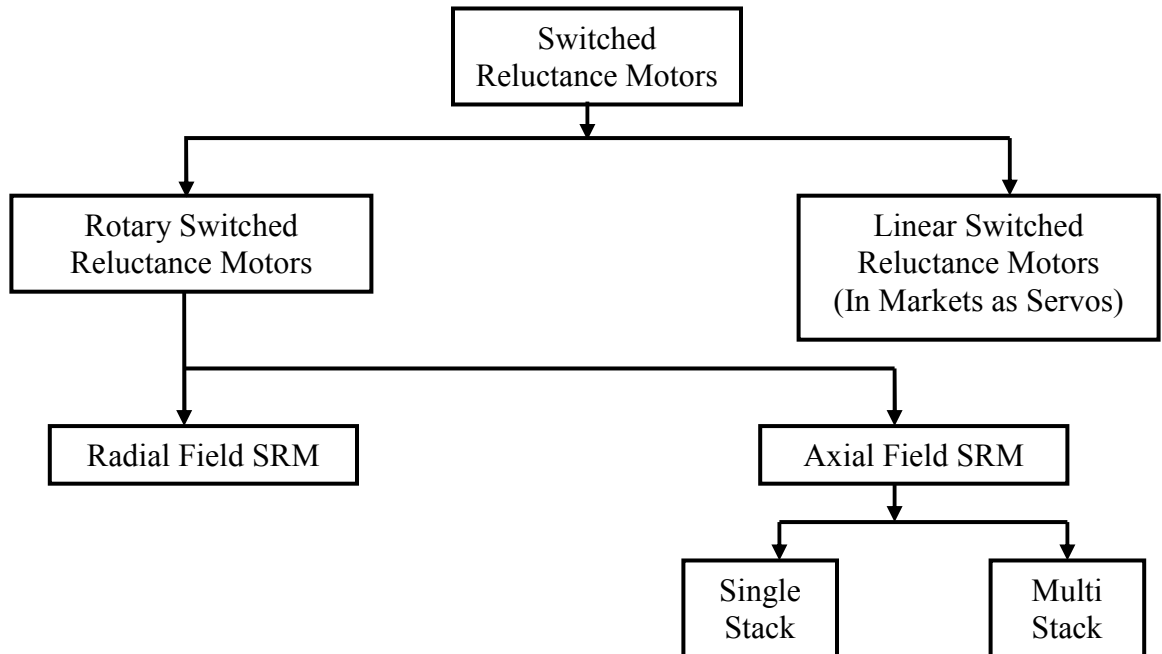 Switched
Reluctance Motors
Rotary Switched
Reluctance Motors
Linear Switched
Reluctance Motors
(In Markets as Servos)
Radial Field SRM
Axial Field SRM
Single
Stack
Multi
Stack